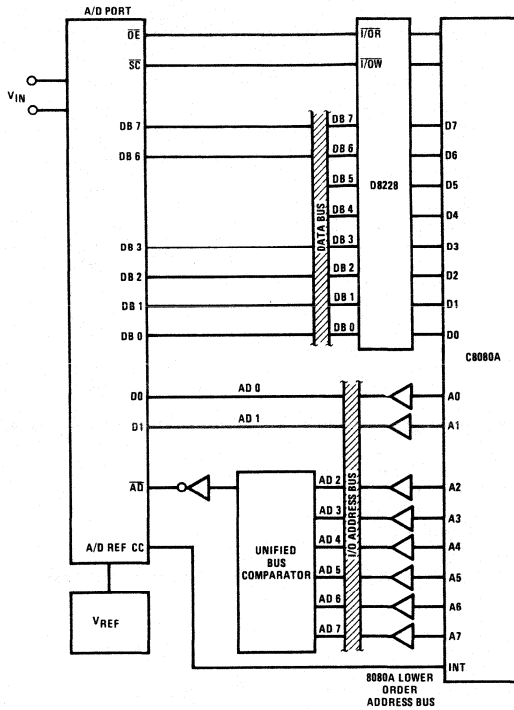 A/D PORT
OE
I/OR
SC
I/OW
VIN
DB 7
DB 7
D7
DB 6
DB 6
D6
DB 5
D5
D8228
DB 4
D4
DATA BUS
DB 3
DB 3
D3
DB 2
DB 2
D2
DB 1
DB 1
D1
DB 0
DB 0
D0
C8080A
D0
AD 0
A0
D1
AD 1
A1
I/O ADDRESS BUS
AD
AD 2
A2
AD 3
A3
UNIFIED
BUS
COMPARATOR
AD 4
A4
A/D REF CC
AD 5
A5
AD 6
A6
VREF
AD 7
A7
INT
8080A LOWER
ORDER
ADDRESS BUS